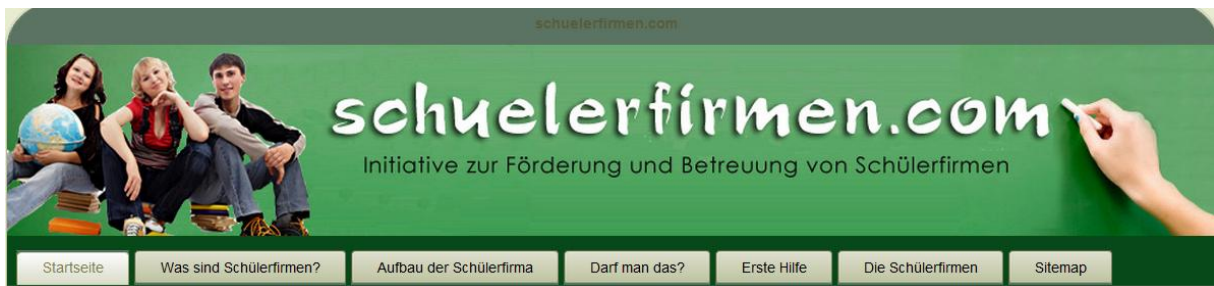 schuelerfirmen.com
schuelerfirmen.com
Initiative zur Förderung und Betreuung von Schülerfirmen
Startseite Was sind Schülerfirmen? Aufbau der Schülerfirma Darf man das? Erste Hilfe Die Schülerfirmen Sitemap